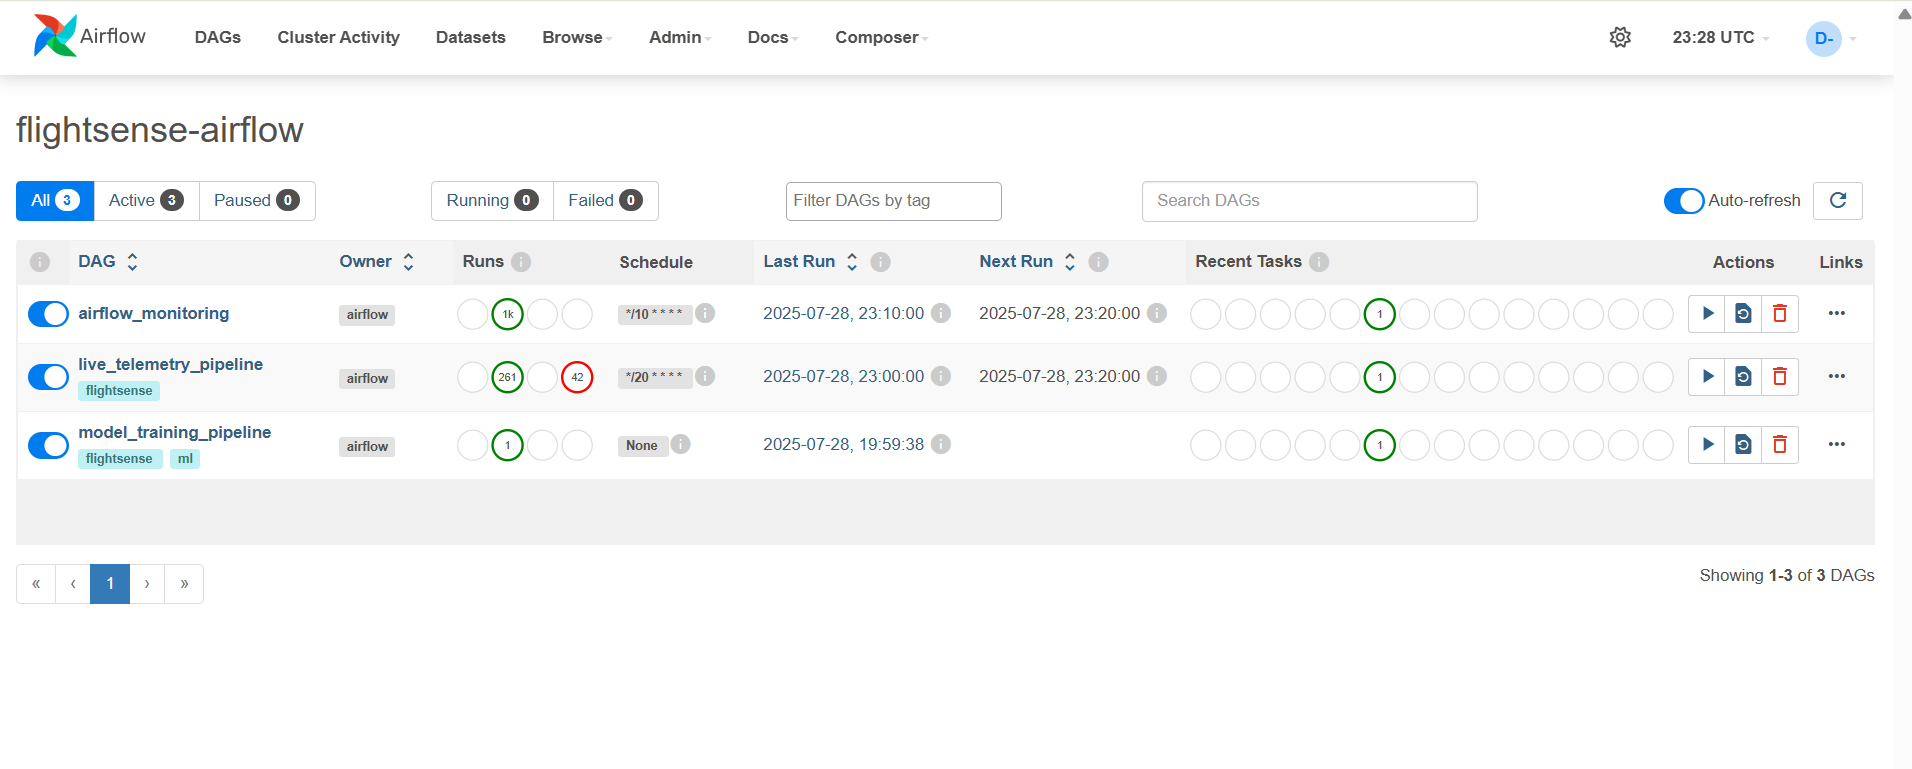 Airflow DAGs Cluster Activity Datasets Browse Admin Docs Composer 23:28 UTC D-
flightsense-airflow
All 3 Active 3 Paused 0 Running 0 Failed 0 Filter DAGs by tag Search DAGs Auto-refresh
i DAG Owner Runs i Schedule Last Run i Next Run i Recent Tasks i Actions Links
airflow_monitoring airflow 1k */10 * * * * i 2025-07-28, 23:10:00 i 2025-07-28, 23:20:00 i 1 ...
live_telemetry_pipeline airflow 261 42 */20 * * * * i 2025-07-28, 23:00:00 i 2025-07-28, 23:20:00 i 1 ...
flightsense
model_training_pipeline airflow 1 None i 2025-07-28, 19:59:38 i 1 ...
flightsense ml
« ‹ 1 › » Showing 1-3 of 3 DAGs